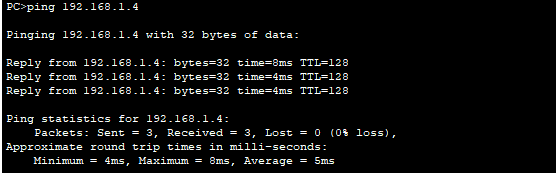 PC>ping 192.168.1.4
Pinging 192.168.1.4 with 32 bytes of data:
Reply from 192.168.1.4: bytes=32 time=8ms TTL=128
Reply from 192.168.1.4: bytes=32 time=4ms TTL=128
Reply from 192.168.1.4: bytes=32 time=4ms TTL=128
Ping statistics for 192.168.1.4:
    Packets: Sent = 3, Received = 3, Lost = 0 (0% loss),
Approximate round trip times in milli-seconds:
    Minimum = 4ms, Maximum = 8ms, Average = 5ms